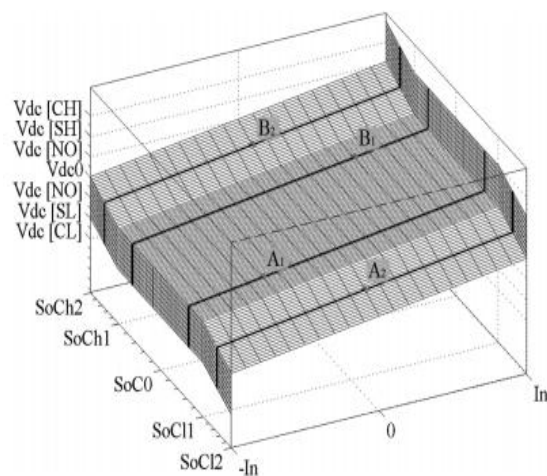 Vdc [CH]
Vdc [SH]
Vdc [NO]
Vdc0
Vdc [NO]
Vdc [SL]
Vdc [CL]
B2
B1
A1
A2
SoCh2
SoCh1
SoC0
SoCl1
SoCl2
-In
0
In